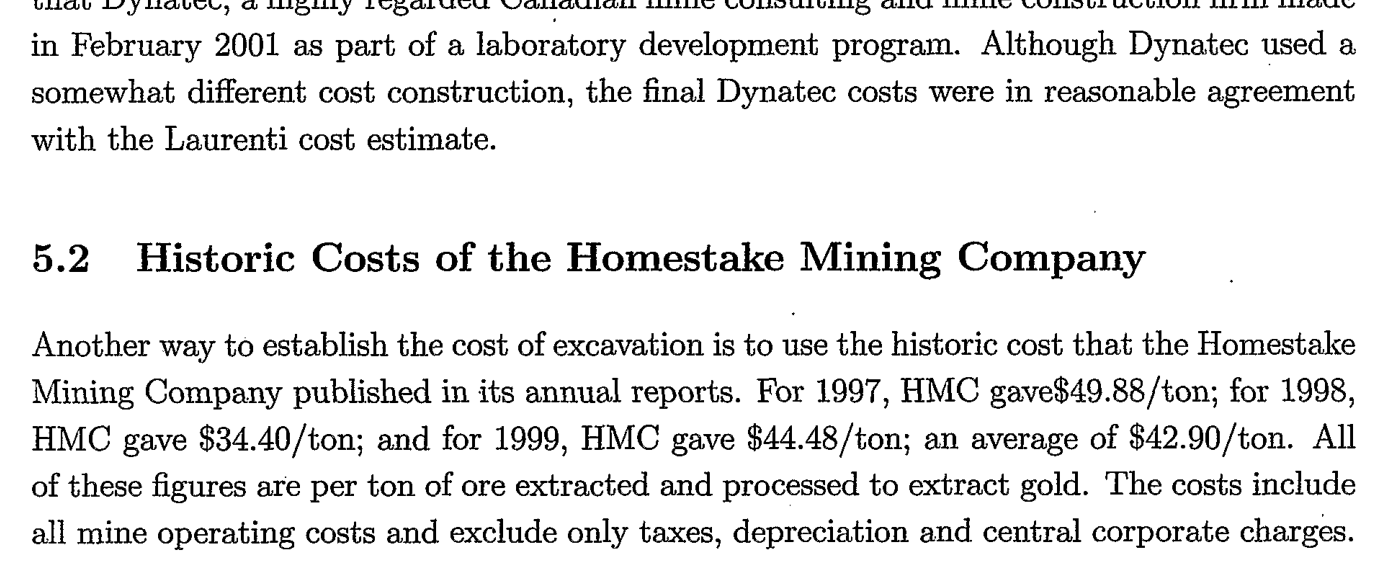 that Dynatec, a highly regarded Canadian mine consulting and mine construction firm made
in February 2001 as part of a laboratory development program. Although Dynatec used a
somewhat different cost construction, the final Dynatec costs were in reasonable agreement
with the Laurenti cost estimate.
5.2 Historic Costs of the Homestake Mining Company
Another way to establish the cost of excavation is to use the historic cost that the Homestake
Mining Company published in its annual reports. For 1997, HMC gave$49.88/ton; for 1998,
HMC gave $34.40/ton; and for 1999, HMC gave $44.48/ton; an average of $42.90/ton. All
of these figures are per ton of ore extracted and processed to extract gold. The costs include
all mine operating costs and exclude only taxes, depreciation and central corporate charges.